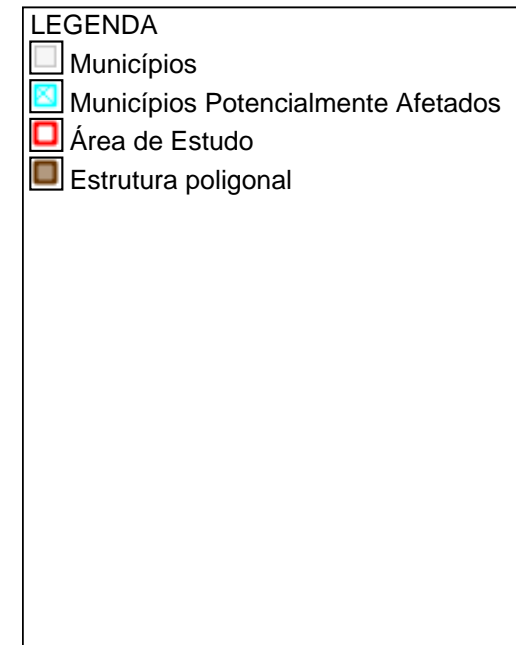 LEGENDA
Municípios
Municípios Potencialmente Afetados
Área de Estudo
Estrutura poligonal